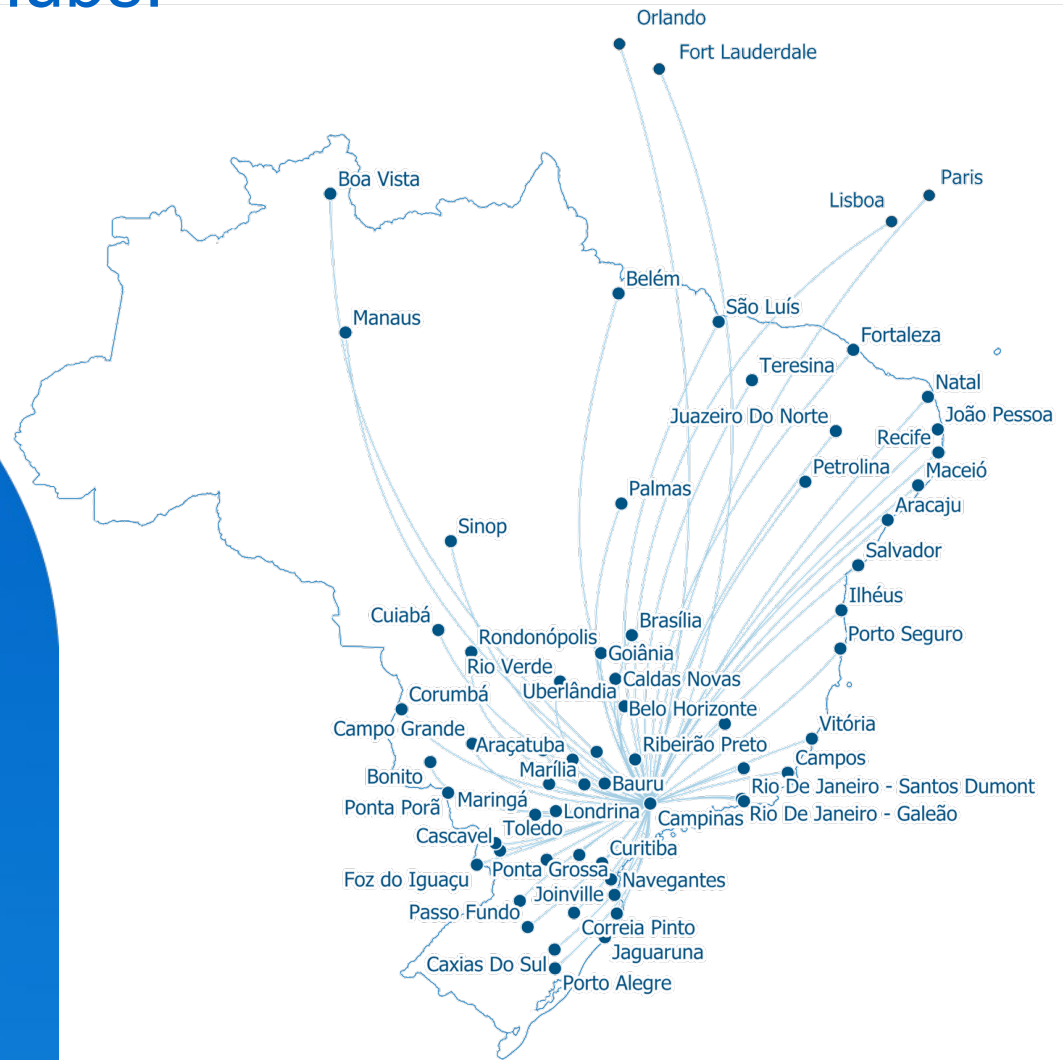 Orlando
Fort Lauderdale
Boa Vista
Paris
Lisboa
Belém
São Luís
Manaus
Fortaleza
Teresina
Natal
Juazeiro Do Norte
João Pessoa
Recife
Petrolina
Maceió
Palmas
Aracaju
Sinop
Salvador
Ilhéus
Cuiabá
Brasília
Rondonópolis
Porto Seguro
Goiânia
Rio Verde
Caldas Novas
Uberlândia
Corumbá
Belo Horizonte
Vitória
Campo Grande
Araçatuba
Ribeirão Preto
Campos
Marília
Bonito
Bauru
Rio De Janeiro - Santos Dumont
Maringá
Ponta Porã
Londrina
Campinas
Rio De Janeiro - Galeão
Toledo
Cascavel
Curitiba
Ponta Grossa
Foz do Iguaçu
Navegantes
Joinville
Passo Fundo
Correia Pinto
Jaguaruna
Caxias Do Sul
Porto Alegre